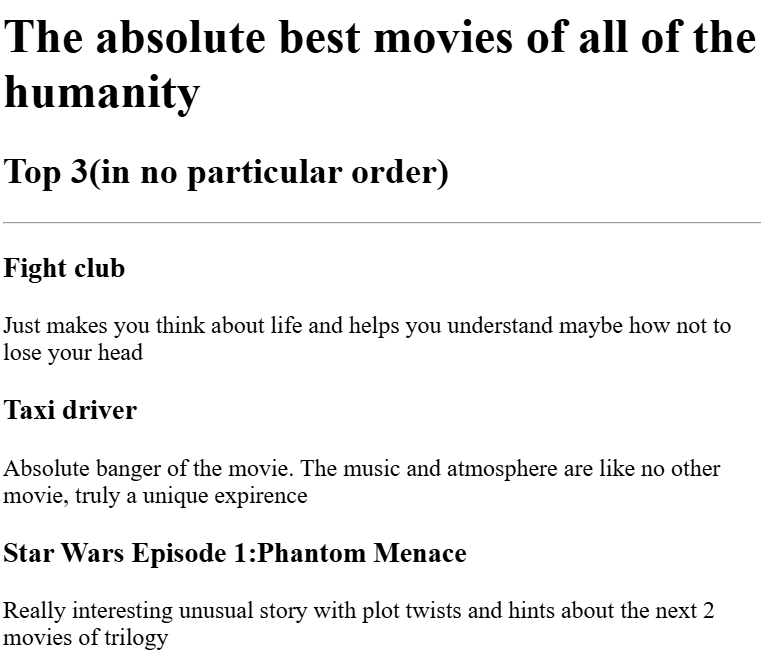 The absolute best movies of all of the
humanity
Top 3(in no particular order)
Fight club
Just makes you think about life and helps you understand maybe how not to
lose your head
Taxi driver
Absolute banger of the movie. The music and atmosphere are like no other
movie, truly a unique expirence
Star Wars Episode 1:Phantom Menace
Really interesting unusual story with plot twists and hints about the next 2
movies of trilogy